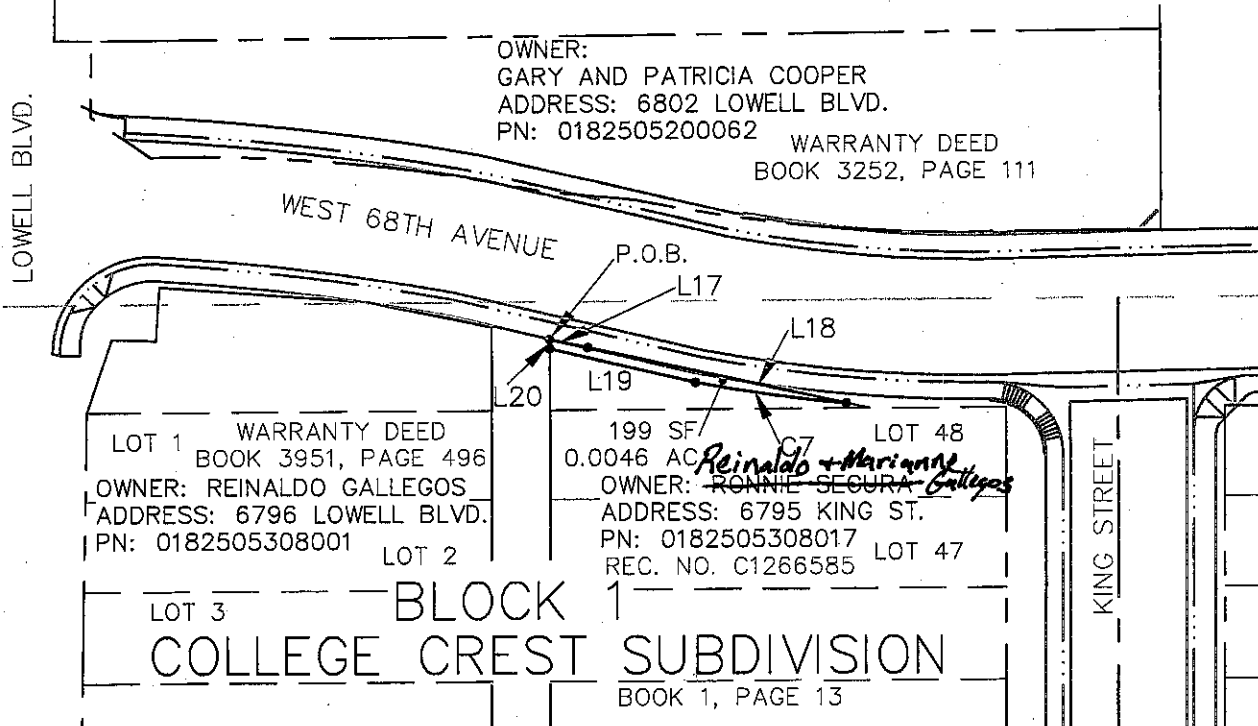 OWNER:
GARY AND PATRICIA COOPER
ADDRESS: 6802 LOWELL BLVD.
PN: 0182505200062
WARRANTY DEED
BOOK 3252, PAGE 111
LOWELL BLVD.
WEST 68TH AVENUE
P.O.B.
L17
L18
L19
L20
C7
LOT 1
WARRANTY DEED
BOOK 3951, PAGE 496
OWNER: REINALDO GALLEGOS
ADDRESS: 6796 LOWELL BLVD.
PN: 0182505308001
LOT 2
199 SF
0.0046 AC
LOT 48
Reinaldo + Marianne
OWNER: RONNIE SEGURA Gallegos
ADDRESS: 6795 KING ST.
PN: 0182505308017
REC. NO. C1266585
LOT 47
KING STREET
LOT 3
BLOCK 1
COLLEGE CREST SUBDIVISION
BOOK 1, PAGE 13